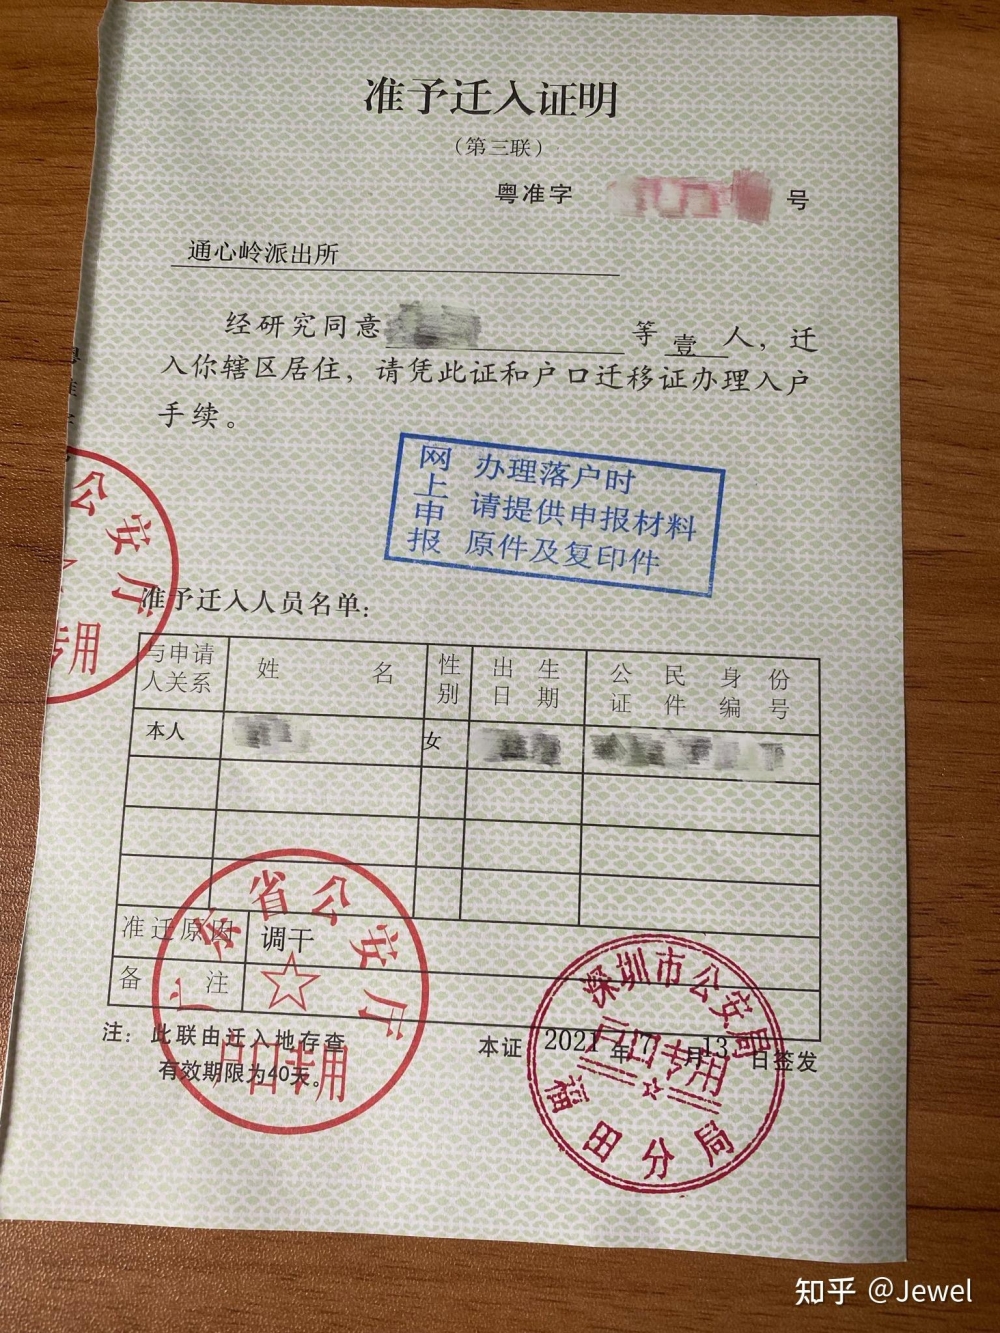 准予迁入证明
（第三联）
粤准字 号
通心岭派出所
经研究同意 等壹人，迁
入你辖区居住，请凭此证和户口迁移证办理入户
手续。
网上申报 办理落户时
请提供申报材料
原件及复印件
公安厅
专用
准予迁入人员名单：
与申请人关系 姓名 性别 出生日期 公民身份证件编号
本人 女
准迁原因 调干
备注
广东省公安厅
户口专用
注：此联由迁入地存查
有效期限为40天。
本证 2021 年 7 月 13 日签发
深圳市公安局
户口专用
福田分局
知乎 @Jewel